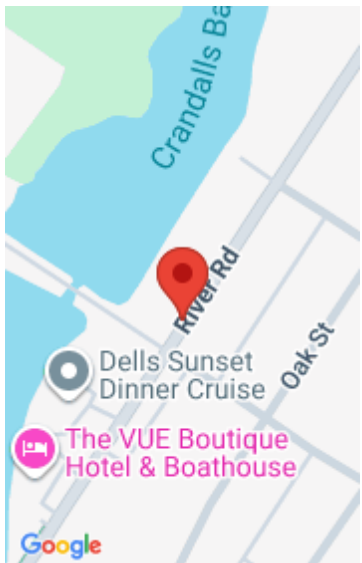 Crandalls Ba
River Rd
Oak St
Dells Sunset
Dinner Cruise
The VUE Boutique
Hotel & Boathouse
Google